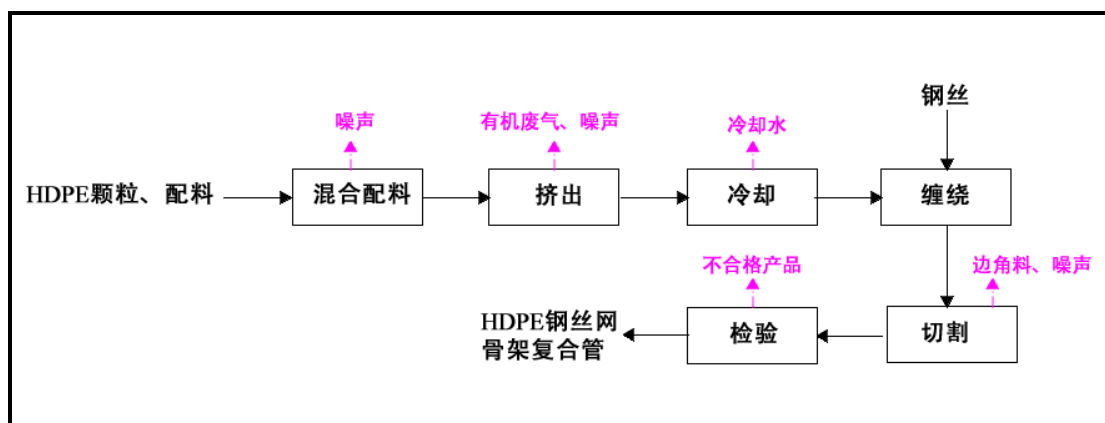 钢丝
噪声
有机废气、噪声
冷却水
HDPE颗粒、配料
混合配料
挤出
冷却
缠绕
不合格产品
边角料、噪声
HDPE钢丝网
骨架复合管
检验
切割